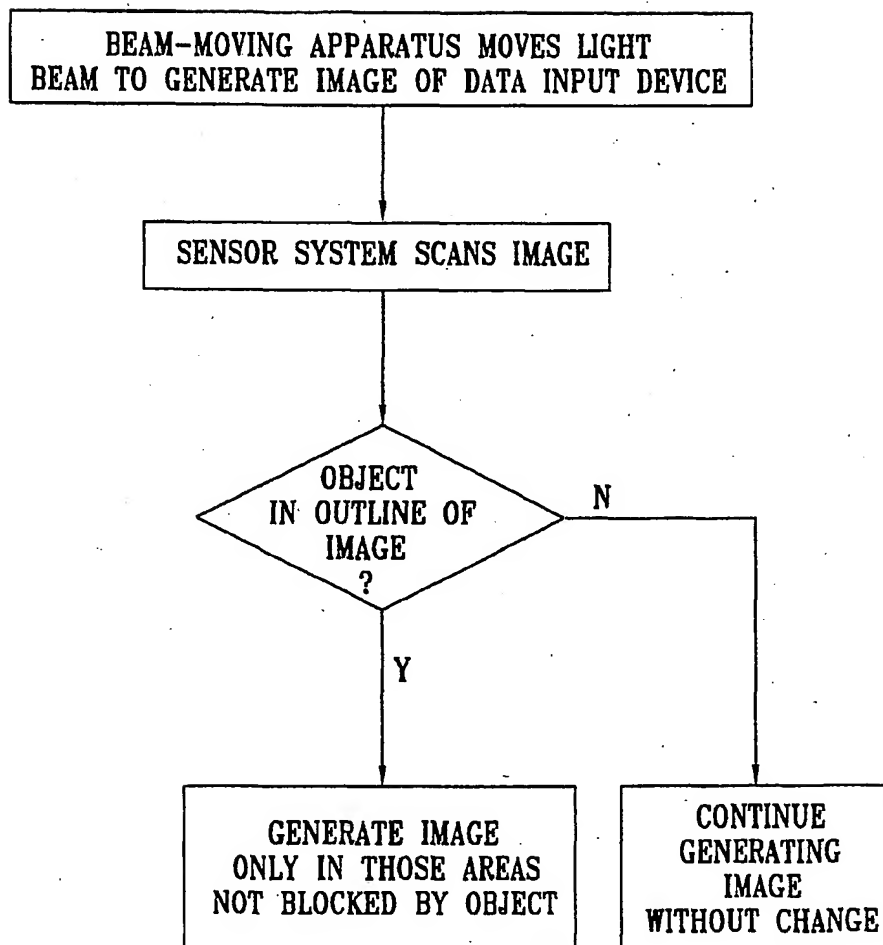 BEAM-MOVING APPARATUS MOVES LIGHT
BEAM TO GENERATE IMAGE OF DATA INPUT DEVICE
SENSOR SYSTEM SCANS IMAGE
OBJECT
IN OUTLINE OF
IMAGE
?
N
Y
GENERATE IMAGE
ONLY IN THOSE AREAS
NOT BLOCKED BY OBJECT
CONTINUE
GENERATING
IMAGE
WITHOUT CHANGE